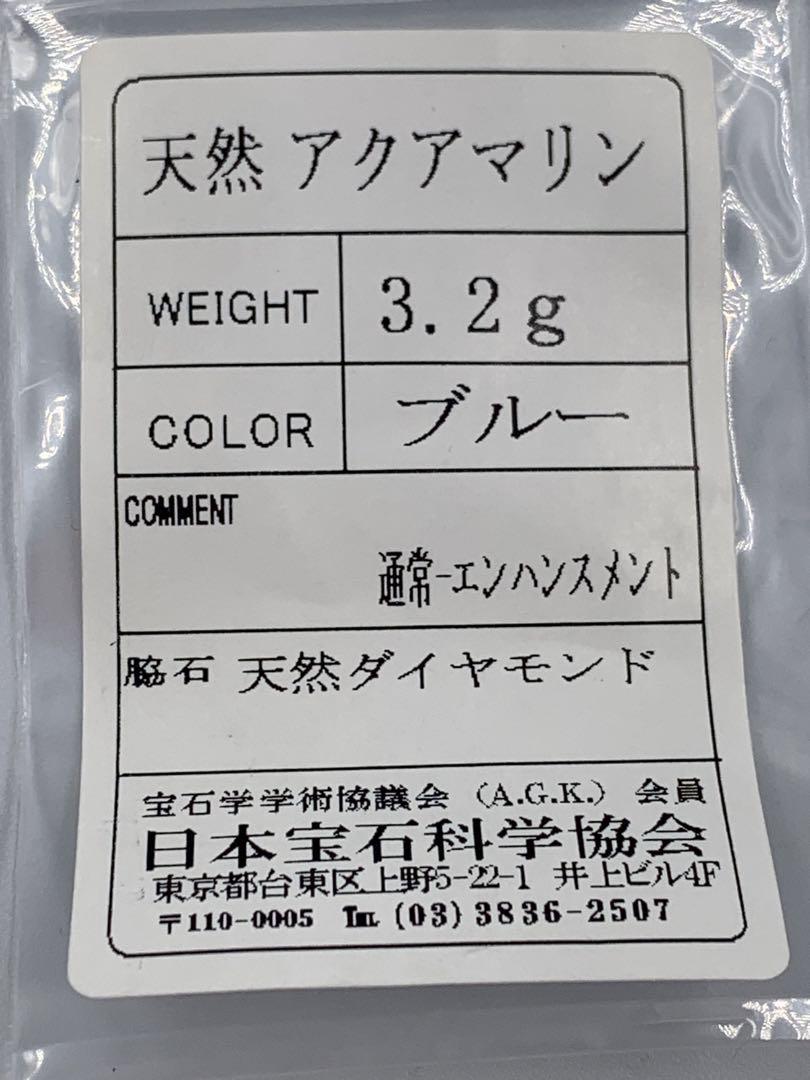 天然 アクアマリン
WEIGHT 3.2g
COLOR ブルー
COMMENT
通常-エンハンスメント
脇石 天然ダイヤモンド
宝石学学術協議会 (A.G.K.) 会員
日本宝石科学協会
東京都台東区上野5-22-1 井上ビル4F
〒110-0005 TEL (03) 3836-2507